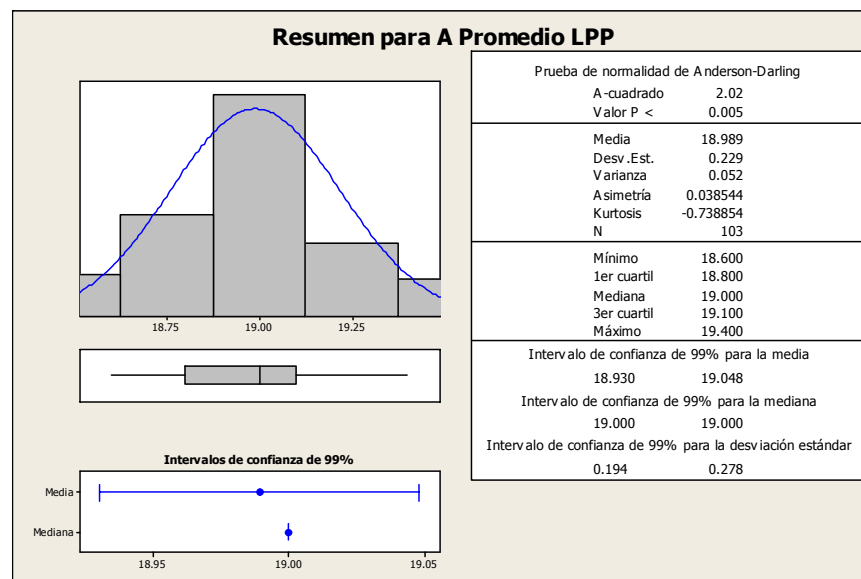 Resumen para A Promedio LPP
18.75 19.00 19.25
Intervalos de confianza de 99%
Media
Mediana
18.95 19.00 19.05
Prueba de normalidad de Anderson-Darling
A-cuadrado 2.02
Valor P < 0.005
Media 18.989
Desv.Est. 0.229
Varianza 0.052
Asimetría 0.038544
Kurtosis -0.738854
N 103
Mínimo 18.600
1er cuartil 18.800
Mediana 19.000
3er cuartil 19.100
Máximo 19.400
Intervalo de confianza de 99% para la media
18.930 19.048
Intervalo de confianza de 99% para la mediana
19.000 19.000
Intervalo de confianza de 99% para la desviación estándar
0.194 0.278